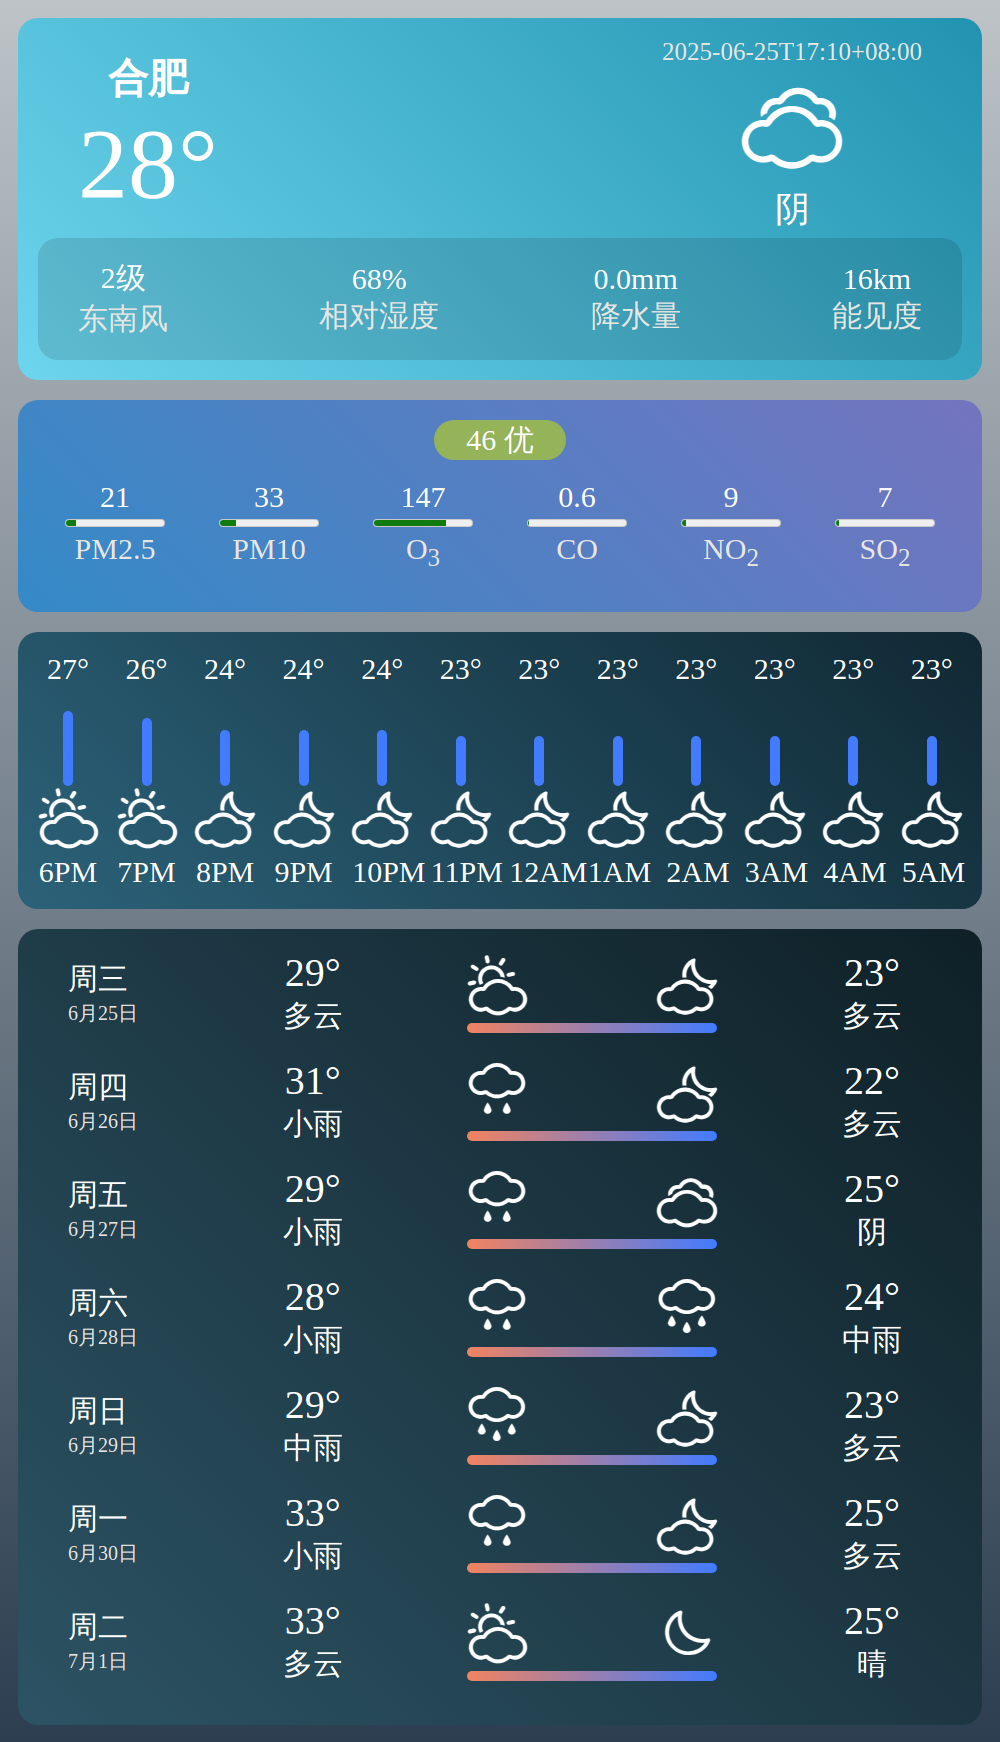 合肥
28°
2025-06-25T17:10+08:00
阴
2级 68% 0.0mm 16km
东南风 相对湿度 降水量 能见度
46 优
21 33 147 0.6 9 7
PM2.5 PM10 O3 CO NO2 SO2
27° 26° 24° 24° 24° 23° 23° 23° 23° 23° 23° 23°
6PM 7PM 8PM 9PM 10PM 11PM 12AM 1AM 2AM 3AM 4AM 5AM
周三 29° 23°
6月25日 多云 多云
周四 31° 22°
6月26日 小雨 多云
周五 29° 25°
6月27日 小雨 阴
周六 28° 24°
6月28日 小雨 中雨
周日 29° 23°
6月29日 中雨 多云
周一 33° 25°
6月30日 小雨 多云
周二 33° 25°
7月1日 多云 晴